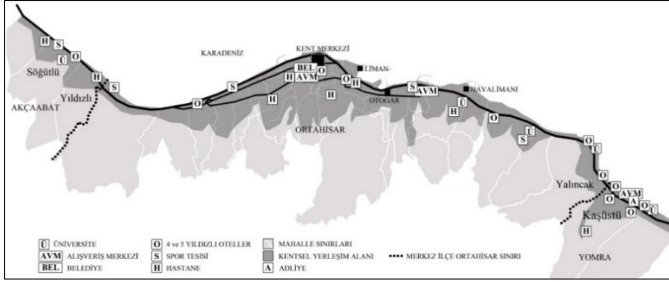 H
S
Ü
O
Söğütlü
AKÇAABAT
Yıldızlı
H
S
KARADENİZ
KENT MERKEZİ
LİMAN
BEL
O
H
AVM
S
O
O
H
H
H
OTOGAR
S
AVM
HAVALİMANI
H
Ü
O
S
Ü
ORTAHİSAR
O
Ü
Yalıncak
O
O
AVM
O
A
O
Ü
O
Kaşüstü
H
YOMRA
Ü ÜNİVERSİTE
AVM ALIŞVERİŞ MERKEZİ
BEL BELEDİYE
O 4 ve 5 YILDIZLI OTELLER
S SPOR TESİSİ
H HASTANE
MAHALLE SINIRLARI
KENTSEL YERLEŞİM ALANI
A ADLİYE
MERKEZ İLÇE ORTAHİSAR SINIRI